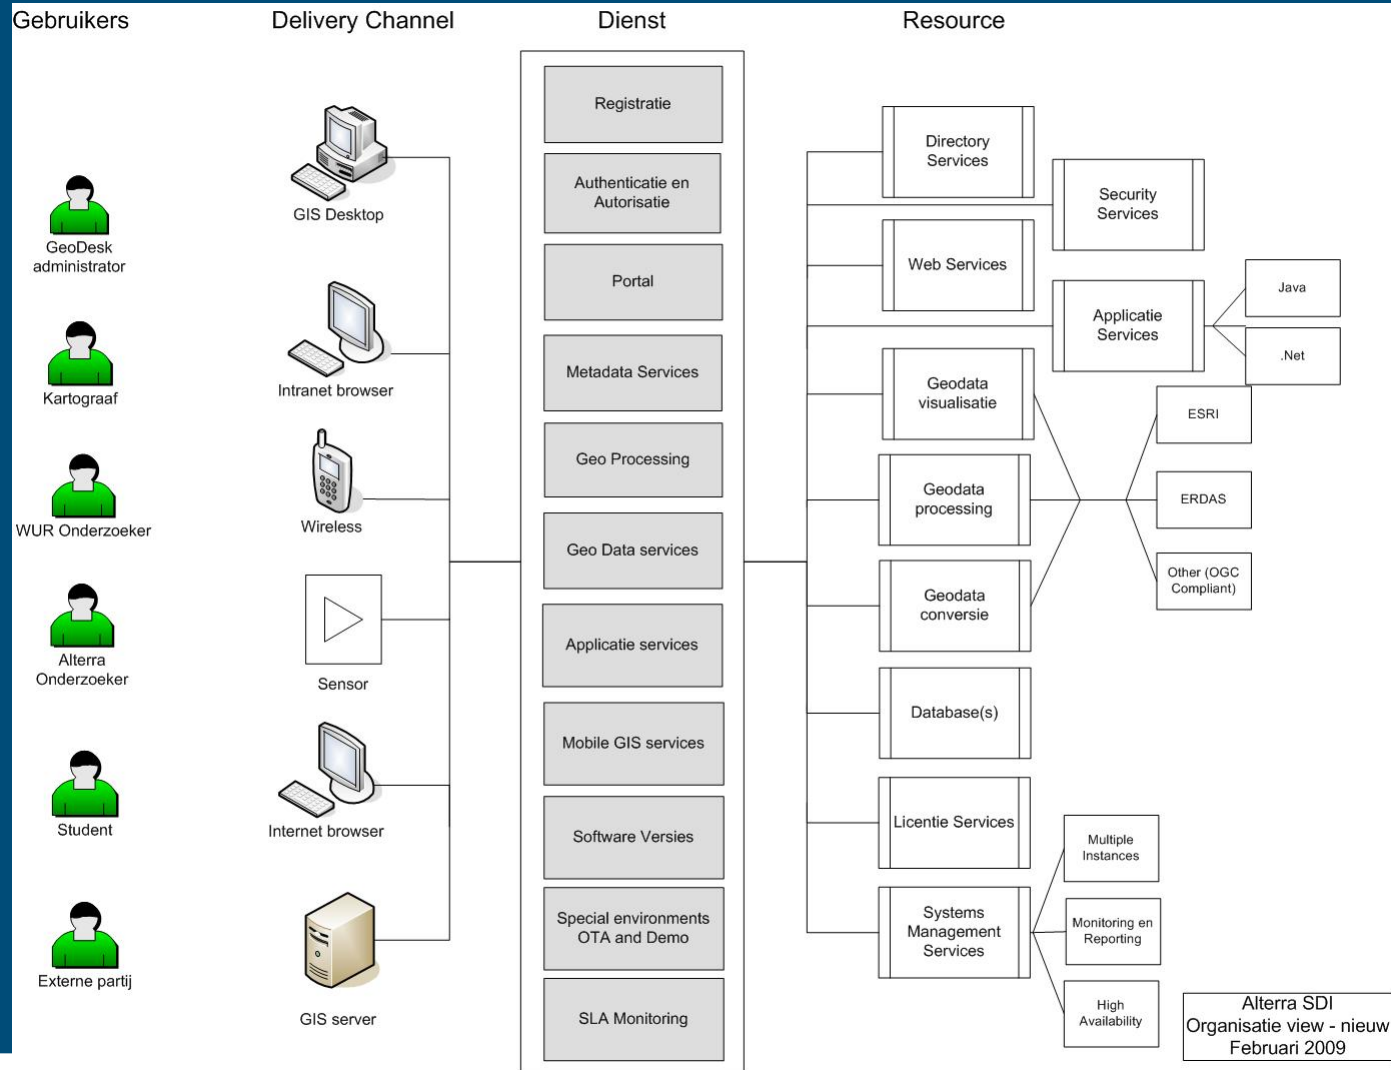 Gebruikers
Delivery Channel
Dienst
Resource
GeoDesk
administrator
Kartograaf
WUR Onderzoeker
Alterra
Onderzoeker
Student
Externe partij
GIS Desktop
Intranet browser
Wireless
Sensor
Internet browser
GIS server
Registratie
Authenticatie en
Autorisatie
Portal
Metadata Services
Geo Processing
Geo Data services
Applicatie services
Mobile GIS services
Software Versies
Special environments
OTA and Demo
SLA Monitoring
Directory
Services
Security
Services
Web Services
Applicatie
Services
Java
.Net
Geodata
visualisatie
Geodata
processing
Geodata
conversie
ESRI
ERDAS
Other (OGC
Compliant)
Database(s)
Licentie Services
Systems
Management
Services
Multiple
Instances
Monitoring en
Reporting
High
Availability
Alterra SDI
Organisatie view - nieuw
Februari 2009